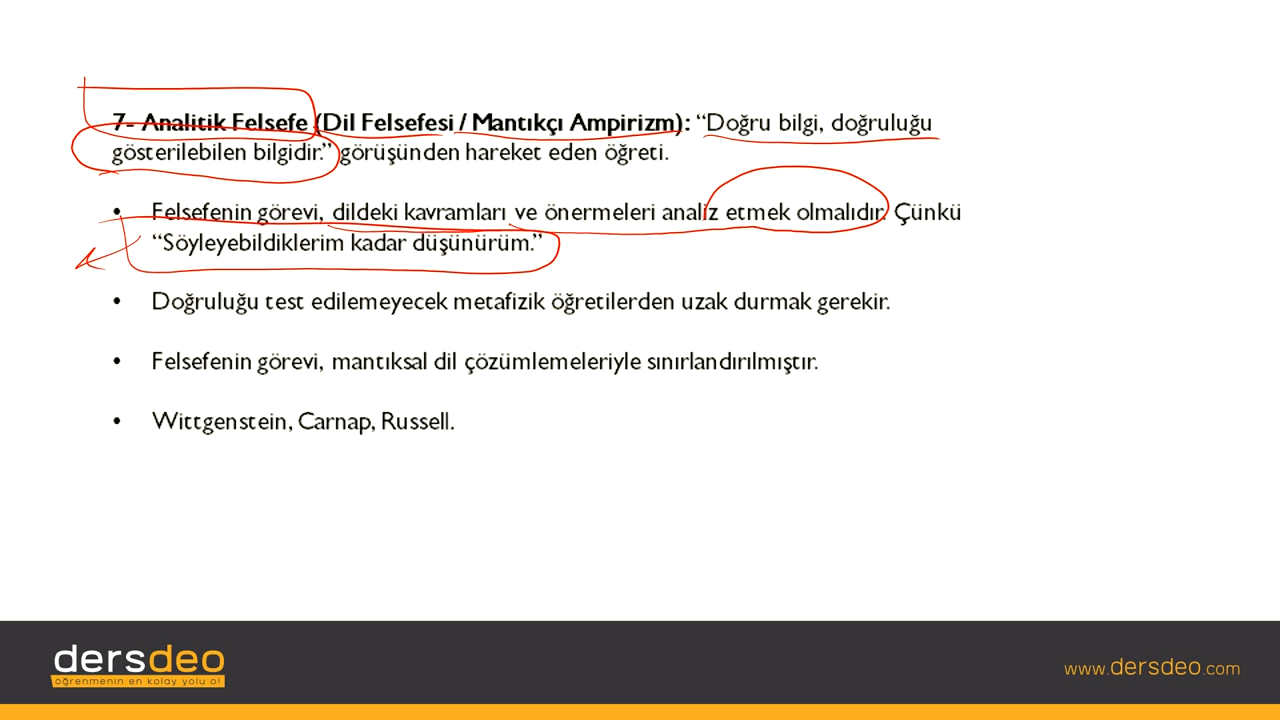 7- Analitik Felsefe (Dil Felsefesi / Mantıkçı Ampirizm): “Doğru bilgi, doğruluğu
gösterilebilen bilgidir.” görüşünden hareket eden öğreti.
• Felsefenin görevi, dildeki kavramları ve önermeleri analiz etmek olmalıdır. Çünkü
“Söyleyebildiklerim kadar düşünürüm.”
• Doğruluğu test edilemeyecek metafizik öğretilerden uzak durmak gerekir.
• Felsefenin görevi, mantıksal dil çözümlemeleriyle sınırlandırılmıştır.
• Wittgenstein, Carnap, Russell.
dersdeo
öğrenmenin en kolay yolu o!
www.dersdeo.com